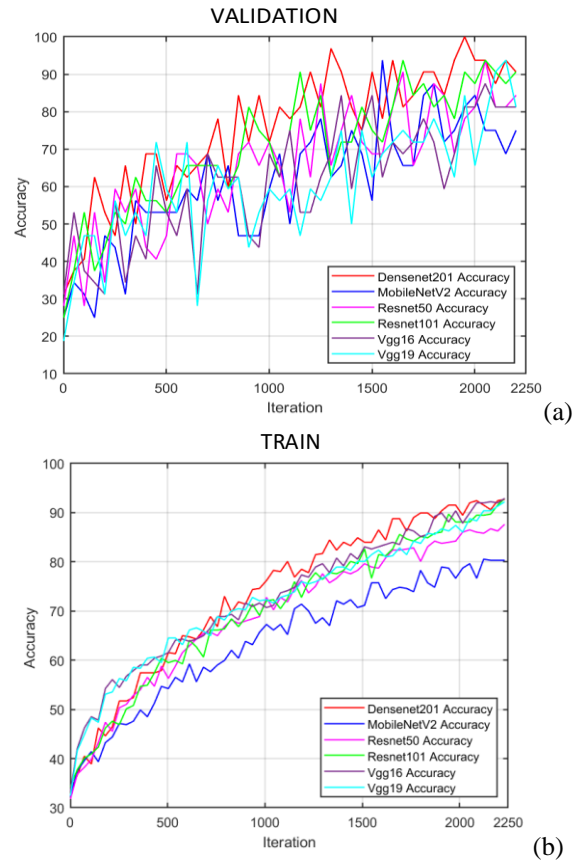 VALIDATION
100
90
80
70
60
50
40
30
20
10
Accuracy
Densenet201 Accuracy
MobileNetV2 Accuracy
Resnet50 Accuracy
Resnet101 Accuracy
Vgg16 Accuracy
Vgg19 Accuracy
0 500 1000 1500 2000 2250
Iteration
(a)
TRAIN
100
90
80
70
60
50
40
30
Accuracy
Densenet201 Accuracy
MobileNetV2 Accuracy
Resnet50 Accuracy
Resnet101 Accuracy
Vgg16 Accuracy
Vgg19 Accuracy
0 500 1000 1500 2000 2250
Iteration
(b)